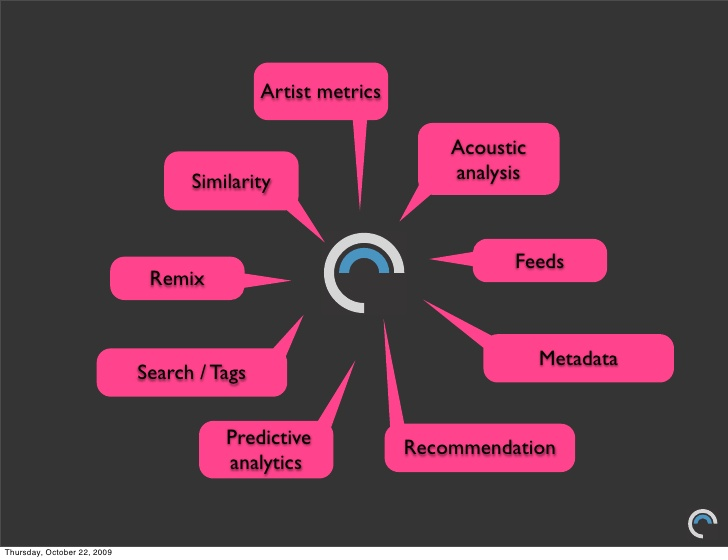 Artist metrics
Acoustic
analysis
Similarity
Feeds
Remix
Metadata
Search / Tags
Predictive
analytics
Recommendation
Thursday, October 22, 2009